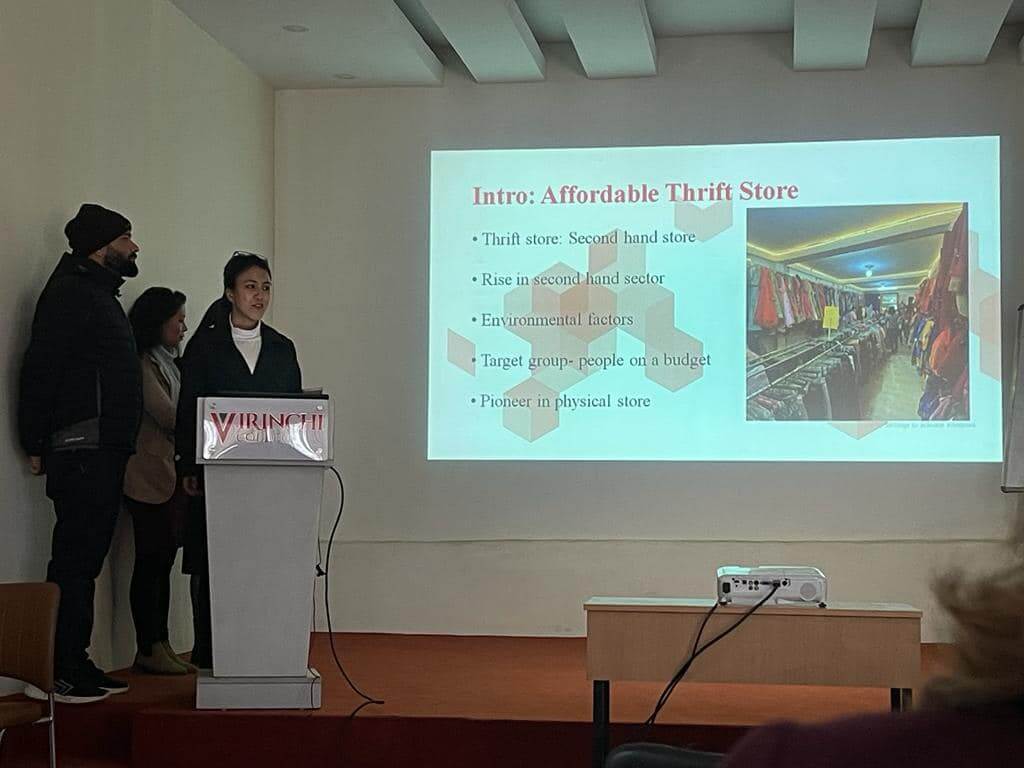 Intro: Affordable Thrift Store
• Thrift store: Second hand store
• Rise in second hand sector
• Environmental factors
• Target group- people on a budget
• Pioneer in physical store
VIRINCHI